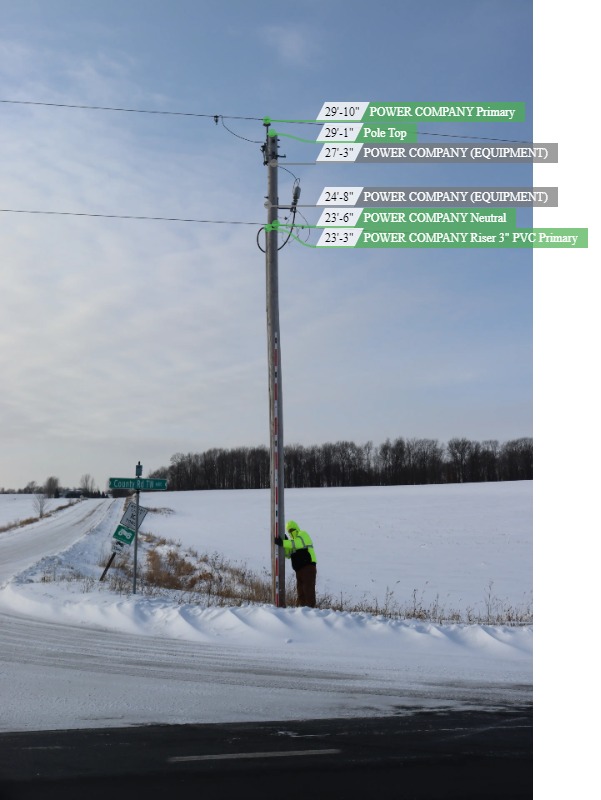 29'-10" POWER COMPANY Primary
29'-1" Pole Top
27'-3" POWER COMPANY (EQUIPMENT)
24'-8" POWER COMPANY (EQUIPMENT)
23'-6" POWER COMPANY Neutral
23'-3" POWER COMPANY Riser 3" PVC Primary
County Rd TW